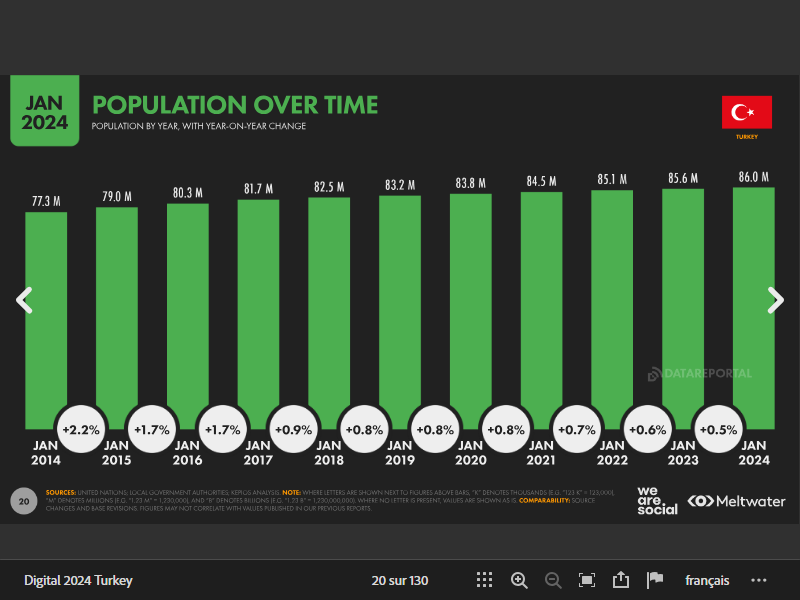 JAN
2024
POPULATION OVER TIME
POPULATION BY YEAR, WITH YEAR-ON-YEAR CHANGE
TURKEY
77.3 M
79.0 M
80.3 M
81.7 M
82.5 M
83.2 M
83.8 M
84.5 M
85.1 M
85.6 M
86.0 M
DATAREPORTAL
+2.2%
+1.7%
+1.7%
+0.9%
+0.8%
+0.8%
+0.8%
+0.7%
+0.6%
+0.5%
JAN
2014
JAN
2015
JAN
2016
JAN
2017
JAN
2018
JAN
2019
JAN
2020
JAN
2021
JAN
2022
JAN
2023
JAN
2024
20
SOURCES: UNITED NATIONS; LOCAL GOVERNMENT AUTHORITIES; KEPIOS ANALYSIS. NOTE: WHERE LETTERS ARE SHOWN NEXT TO FIGURES ABOVE BARS, "K" DENOTES THOUSANDS (E.G. "123 K" = 123,000),
"M" DENOTES MILLIONS (E.G. "1.23 M" = 1,230,000), AND "B" DENOTES BILLIONS (E.G. "1.23 B" = 1,230,000,000). WHERE NO LETTER IS PRESENT, VALUES ARE SHOWN AS IS. COMPARABILITY: SOURCE
CHANGES AND BASE REVISIONS. FIGURES MAY NOT CORRELATE WITH VALUES PUBLISHED IN OUR PREVIOUS REPORTS.
we
are.
social
Meltwater
Digital 2024 Turkey
20 sur 130
français